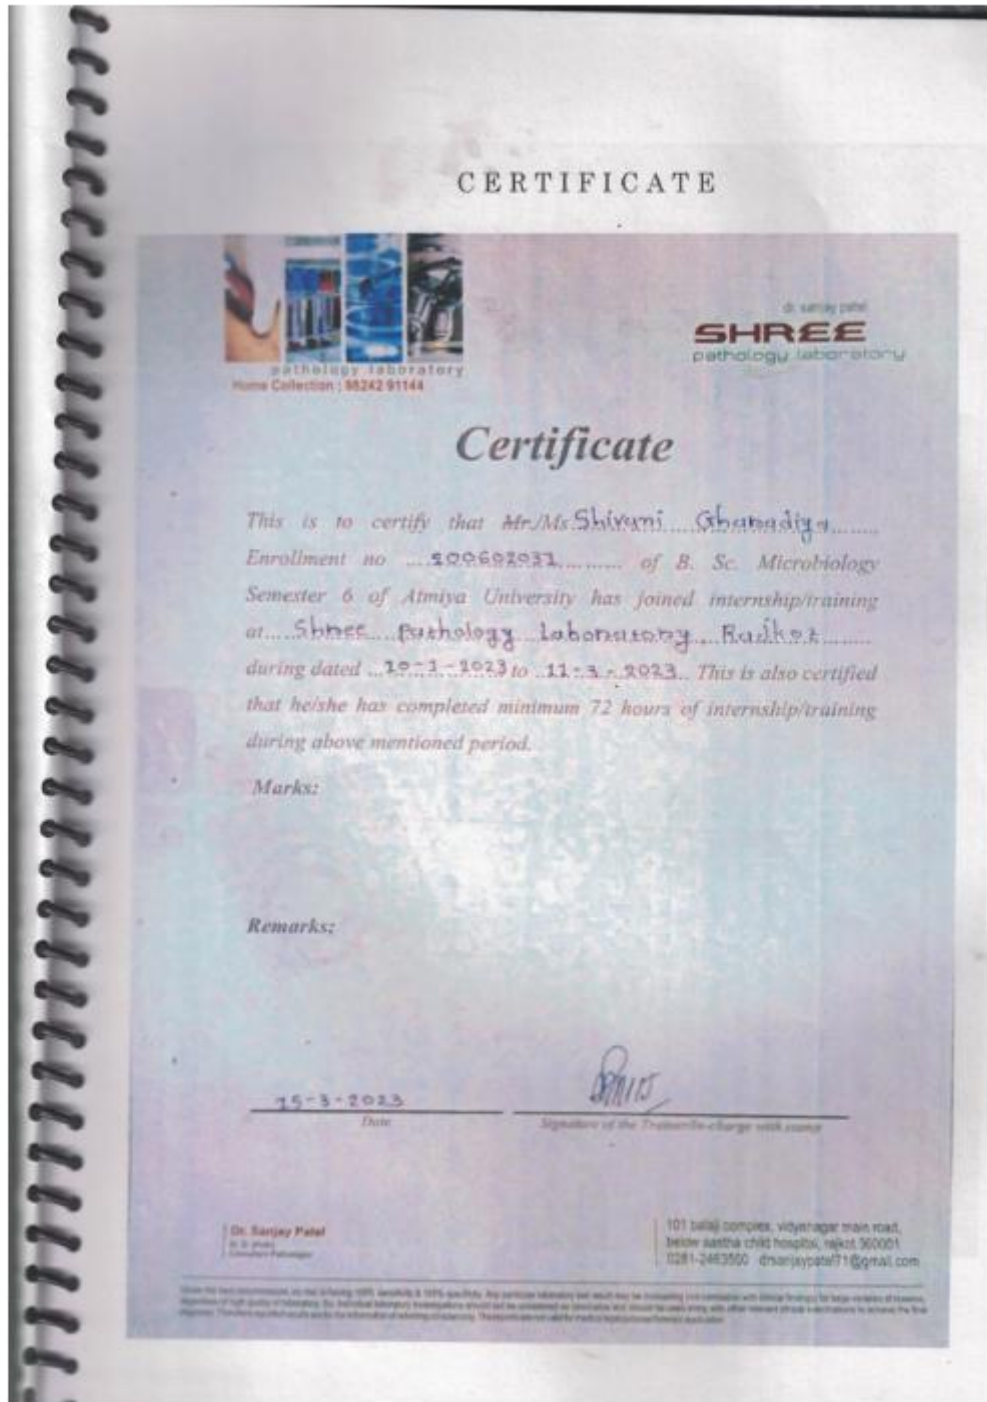 CERTIFICATE
dr. sanjay patel
SHREE
pathology laboratory
pathology laboratory
Home Collection : 98242 91144
Certificate
This is to certify that Mr./Ms. Shivani Ghanadiya
Enrollment no 200602031 of B. Sc. Microbiology
Semester 6 of Atmiya University has joined internship/training
at Shree Pathology Laboratory Rajkot
during dated 20-1-2023 to 11-3-2023. This is also certified
that he/she has completed minimum 72 hours of internship/training
during above mentioned period.
Marks:
Remarks:
15-3-2023
Date
Signature of the Trainer/In-charge with stamp
Dr. Sanjay Patel
Consultant Pathologist
101 balaji complex, vidyanagar main road,
below aastha child hospital, rajkot 360001
0281-2463500 drsanjaypatel71@gmail.com